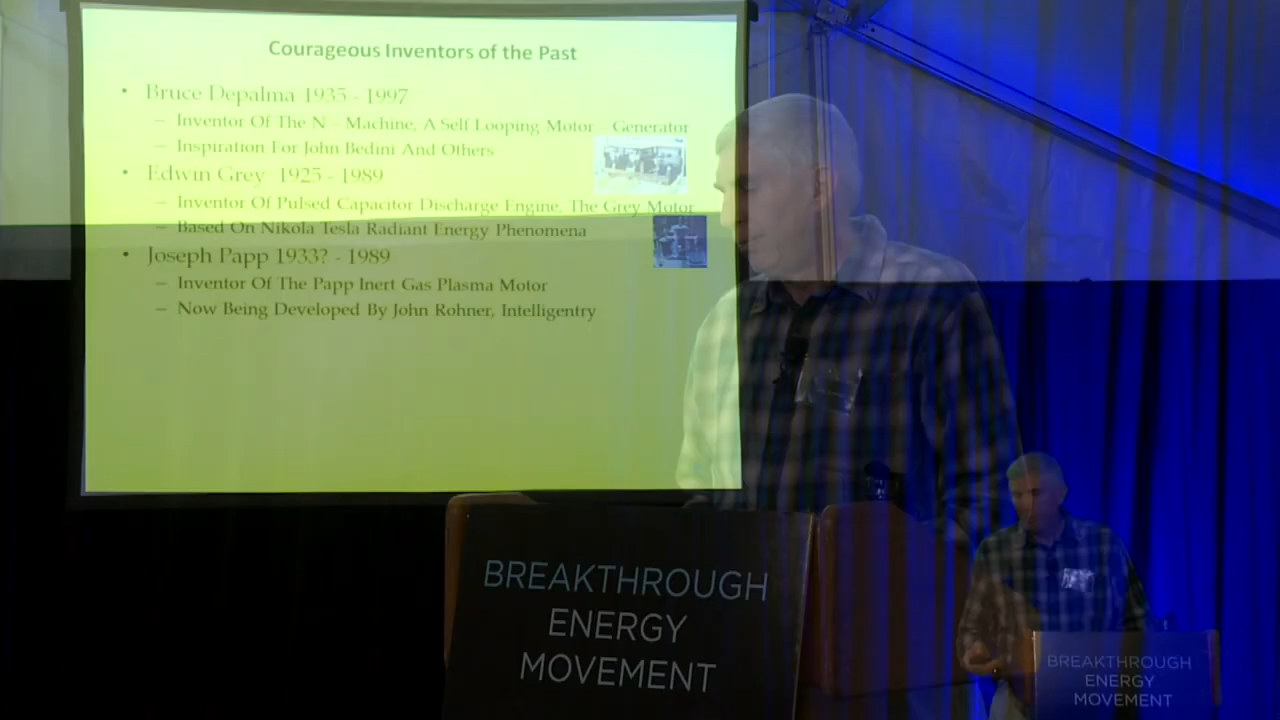 Courageous Inventors of the Past
• Bruce Depalma 1935 - 1997
– Inventor Of The N - Machine, A Self Looping Motor - Generator
– Inspiration For John Bedini And Others
• Edwin Grey 1925 - 1989
– Inventor Of Pulsed Capacitor Discharge Engine, The Grey Motor
– Based On Nikola Tesla Radiant Energy Phenomena
• Joseph Papp 1933? - 1989
– Inventor Of The Papp Inert Gas Plasma Motor
– Now Being Developed By John Rohner, Intelligentry
BREAKTHROUGH
ENERGY
MOVEMENT
BREAKTHROUGH
ENERGY
MOVEMENT